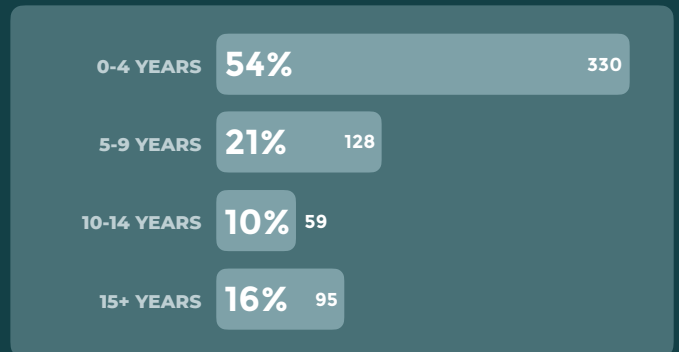 0-4 YEARS 54% 330
5-9 YEARS 21% 128
10-14 YEARS 10% 59
15+ YEARS 16% 95